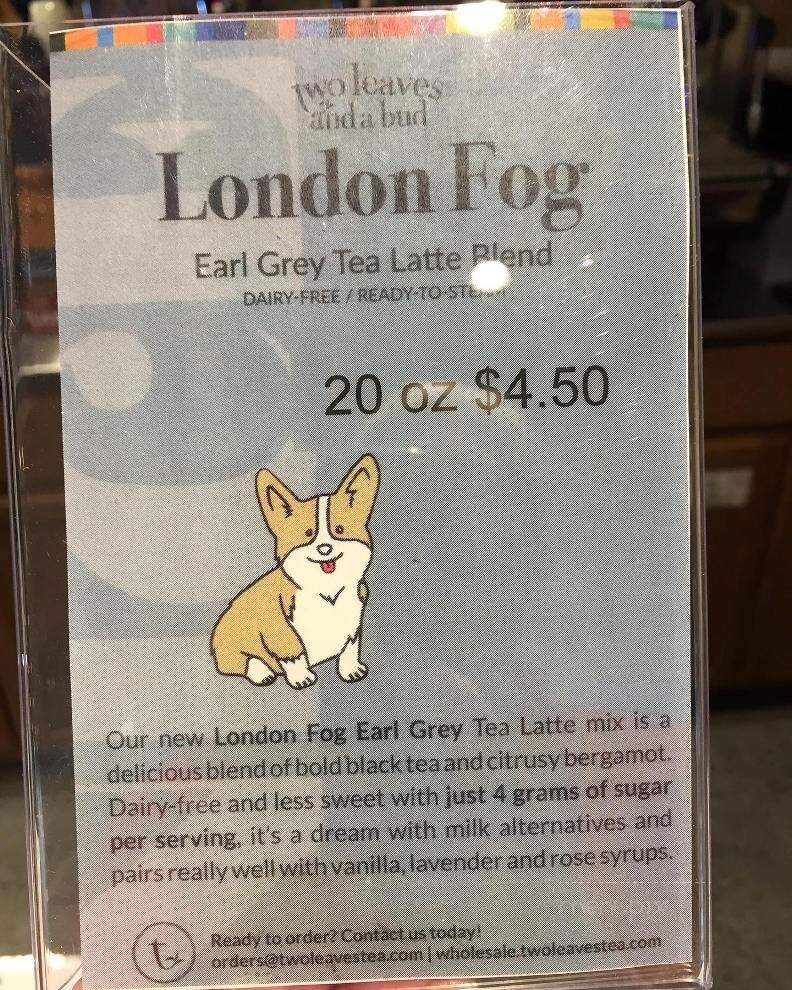 two leaves
and a bud
London Fog
Earl Grey Tea Latte Blend
DAIRY-FREE / READY-TO-STEAM
20 oz $4.50
Our new London Fog Earl Grey Tea Latte mix is a
delicious blend of bold black tea and citrusy bergamot.
Dairy-free and less sweet with just 4 grams of sugar
per serving, it's a dream with milk alternatives and
pairs really well with vanilla, lavender and rose syrups.
Ready to order? Contact us today!
orders@twoleavestea.com | wholesale.twoleavestea.com